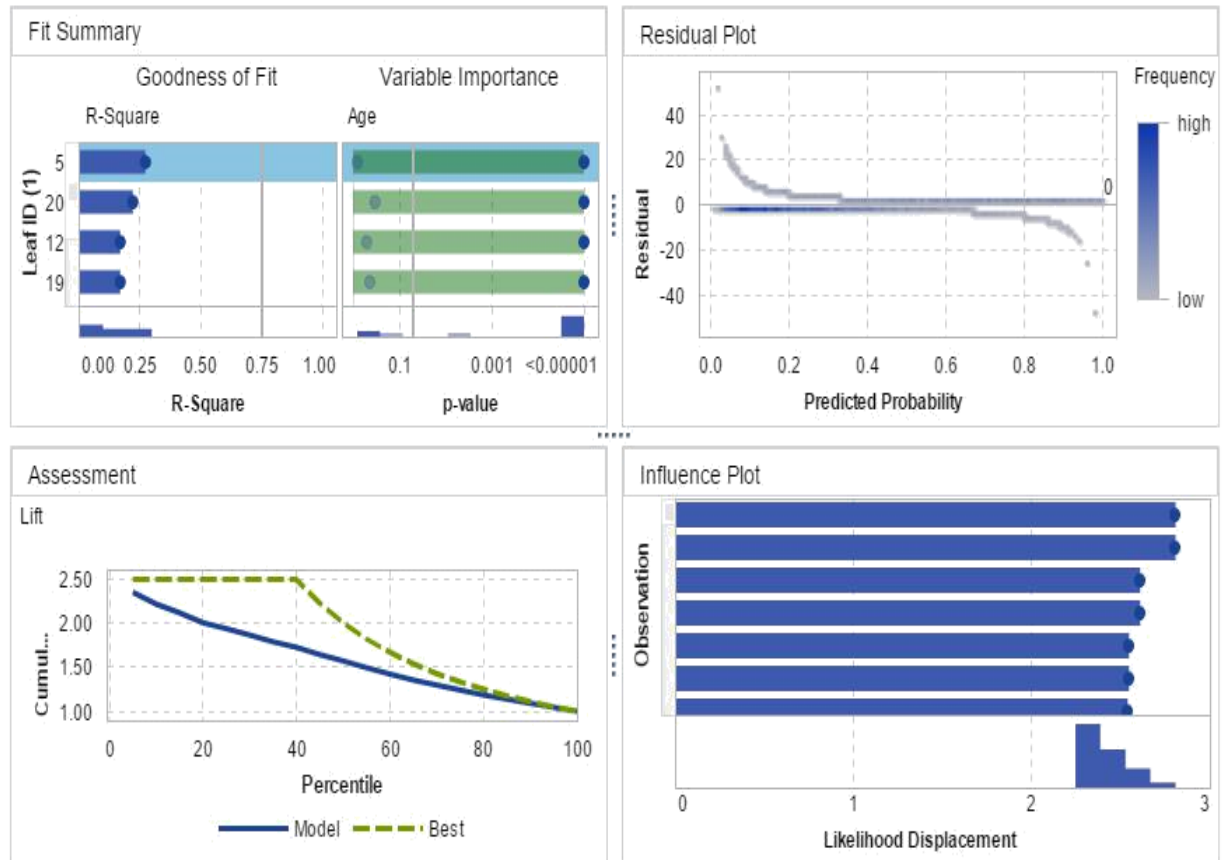 Fit Summary
Goodness of Fit
Variable Importance
R-Square
Age
Leaf ID (1)
5
20
12
19
0.00 0.25 0.50 0.75 1.00
0.1 0.001 <0.00001
R-Square
p-value
Residual Plot
Frequency
high
low
Residual
40
20
0
-20
-40
0
0.0 0.2 0.4 0.6 0.8 1.0
Predicted Probability
Assessment
Lift
Cumul...
2.50
2.00
1.50
1.00
0 20 40 60 80 100
Percentile
Model Best
Influence Plot
Observation
0 1 2 3
Likelihood Displacement